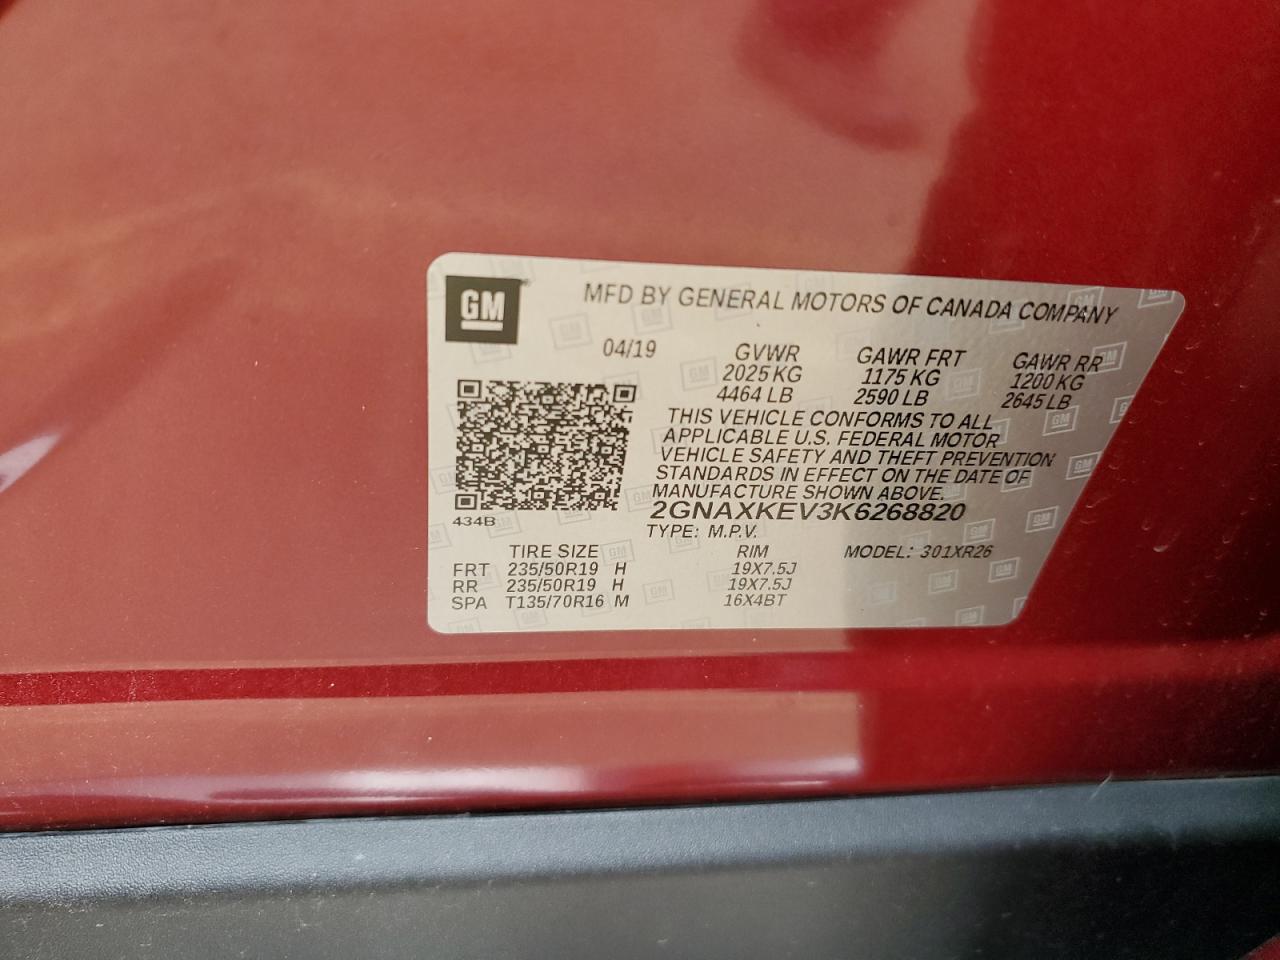 GM
MFD BY GENERAL MOTORS OF CANADA COMPANY
04/19 GVWR GAWR FRT GAWR RR
2025 KG 1175 KG 1200 KG
4464 LB 2590 LB 2645 LB
THIS VEHICLE CONFORMS TO ALL
APPLICABLE U.S. FEDERAL MOTOR
VEHICLE SAFETY AND THEFT PREVENTION
STANDARDS IN EFFECT ON THE DATE OF
MANUFACTURE SHOWN ABOVE.
2GNAXKEV3K6268820
434B
TYPE: M.P.V.
TIRE SIZE RIM MODEL: 301XR26
FRT 235/50R19 H 19X7.5J
RR 235/50R19 H 19X7.5J
SPA T135/70R16 M 16X4BT